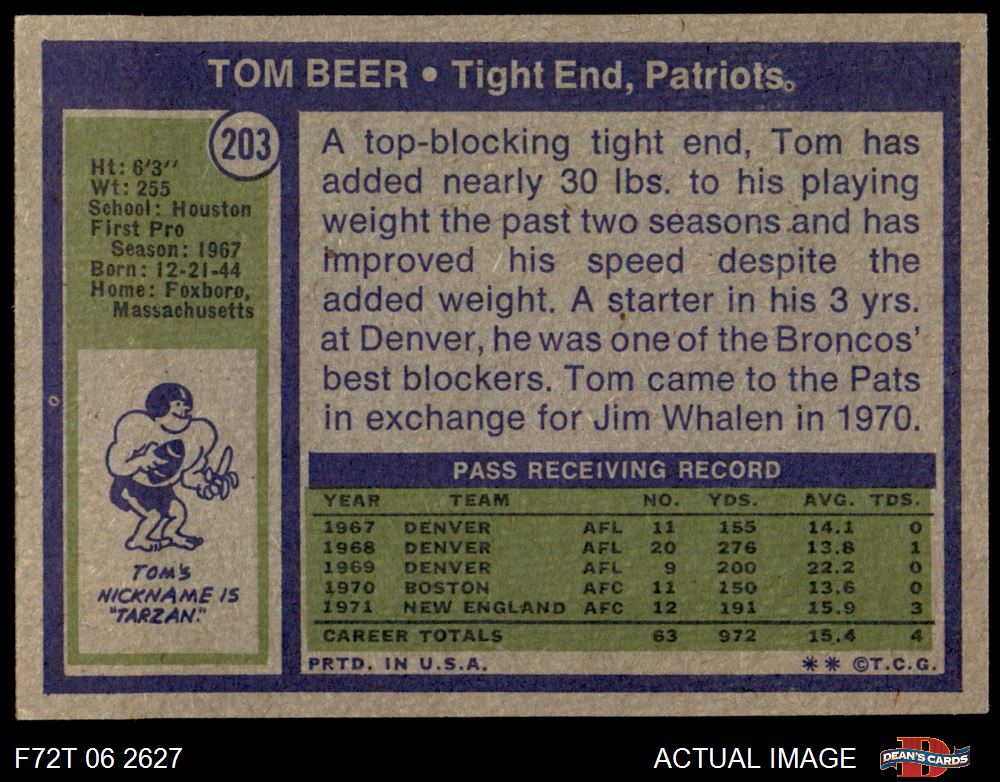 TOM BEER • Tight End, Patriots.
203
Ht: 6'3''
Wt: 255
School: Houston
First Pro
Season: 1967
Born: 12-21-44
Home: Foxboro,
Massachusetts
TOM'S
NICKNAME IS
"TARZAN."
A top-blocking tight end, Tom has
added nearly 30 lbs. to his playing
weight the past two seasons and has
improved his speed despite the
added weight. A starter in his 3 yrs.
at Denver, he was one of the Broncos'
best blockers. Tom came to the Pats
in exchange for Jim Whalen in 1970.
PASS RECEIVING RECORD
YEAR TEAM NO. YDS. AVG. TDS.
1967 DENVER AFL 11 155 14.1 0
1968 DENVER AFL 20 276 13.8 1
1969 DENVER AFL 9 200 22.2 0
1970 BOSTON AFC 11 150 13.6 0
1971 NEW ENGLAND AFC 12 191 15.9 3
CAREER TOTALS 63 972 15.4 4
PRTD. IN U.S.A. ** ©T.C.G.
F72T 06 2627 ACTUAL IMAGE DEAN'S CARDS